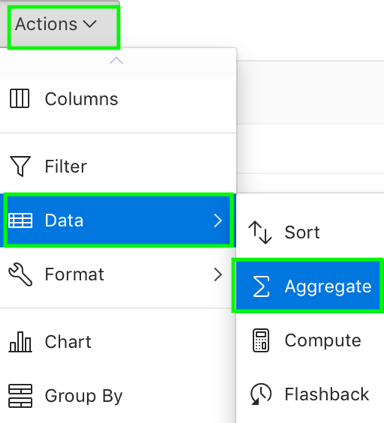 Actions
Columns
Filter
Data
Format
Chart
Group By
Sort
Aggregate
Compute
Flashback